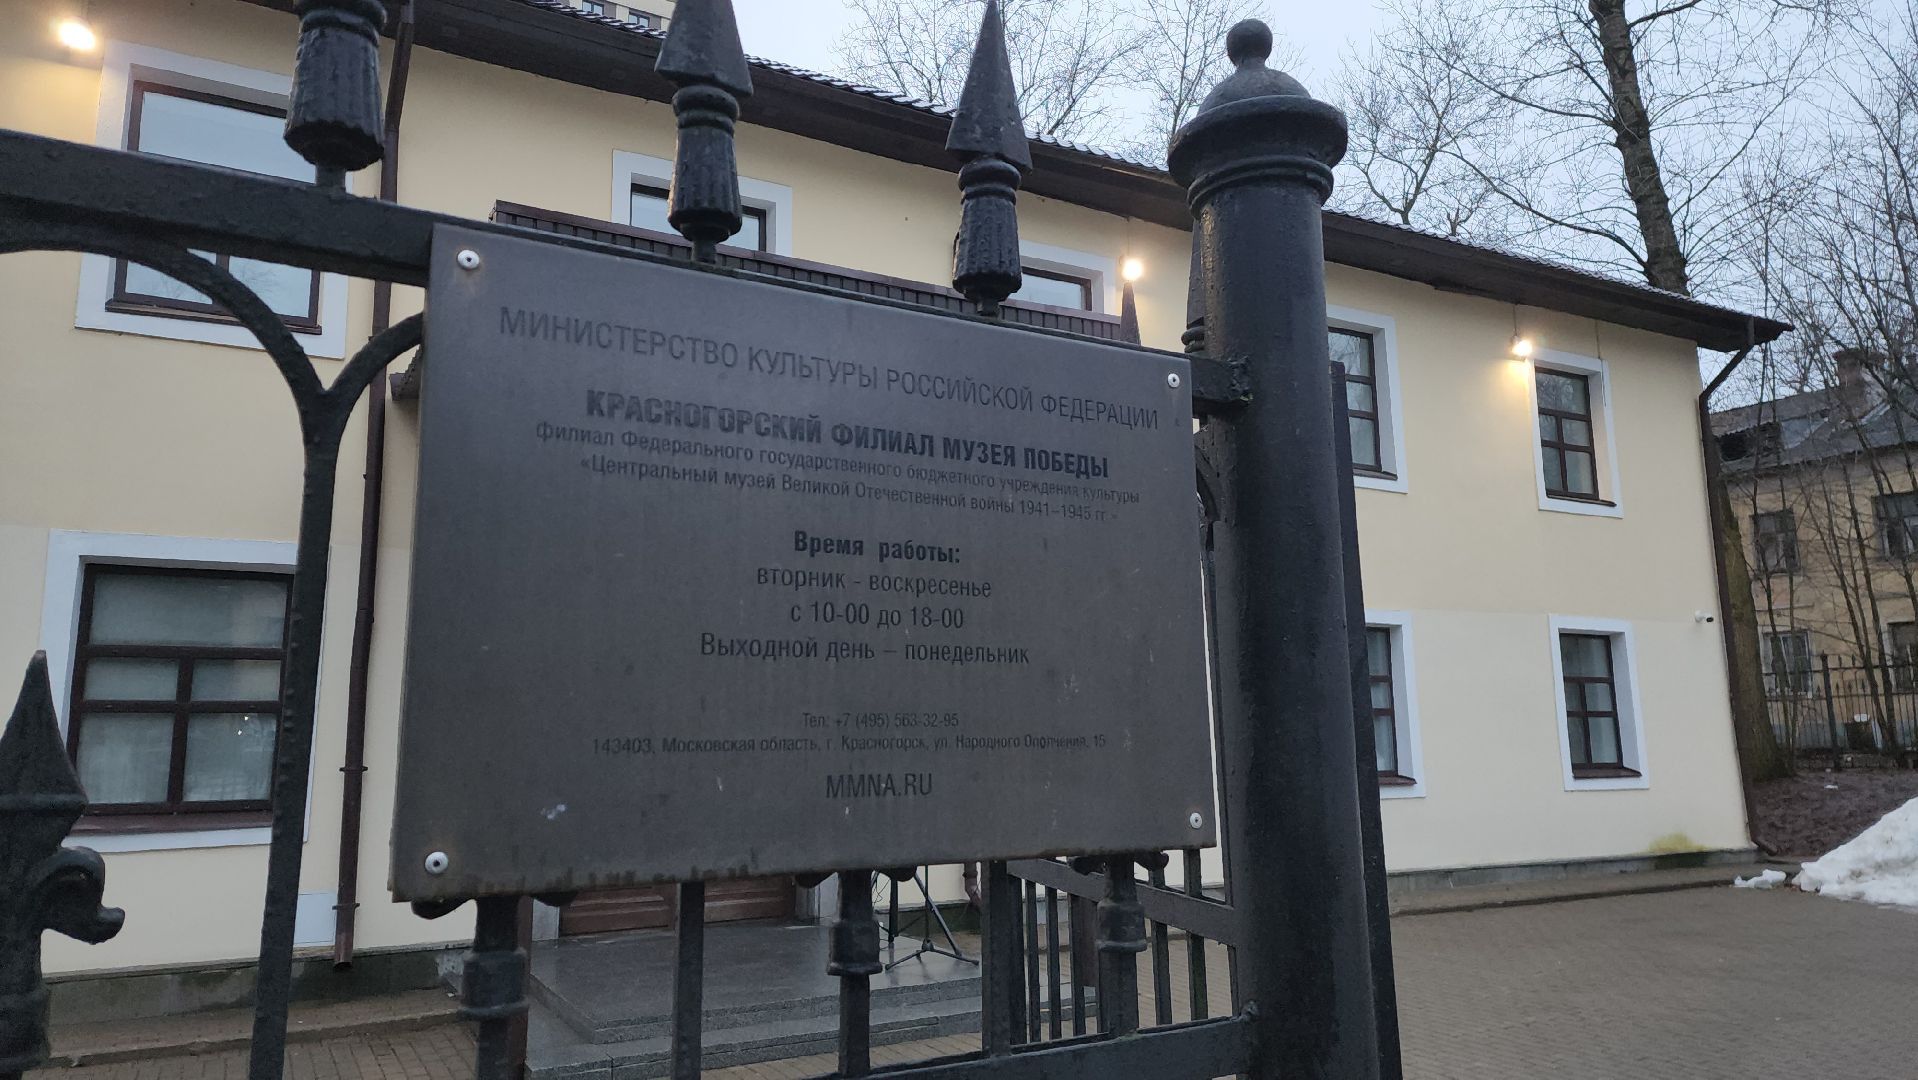 МИНИСТЕРСТВО КУЛЬТУРЫ РОССИЙСКОЙ ФЕДЕРАЦИИ
КРАСНОГОРСКИЙ ФИЛИАЛ МУЗЕЯ ПОБЕДЫ
филиал Федерального государственного бюджетного учреждения культуры
«Центральный музей Великой Отечественной войны 1941–1945 гг.»
Время работы:
вторник - воскресенье
с 10-00 до 18-00
Выходной день – понедельник
Тел: +7 (495) 563-32-95
143403, Московская область, г. Красногорск, ул. Народного Ополчения, 15
MMNA.RU